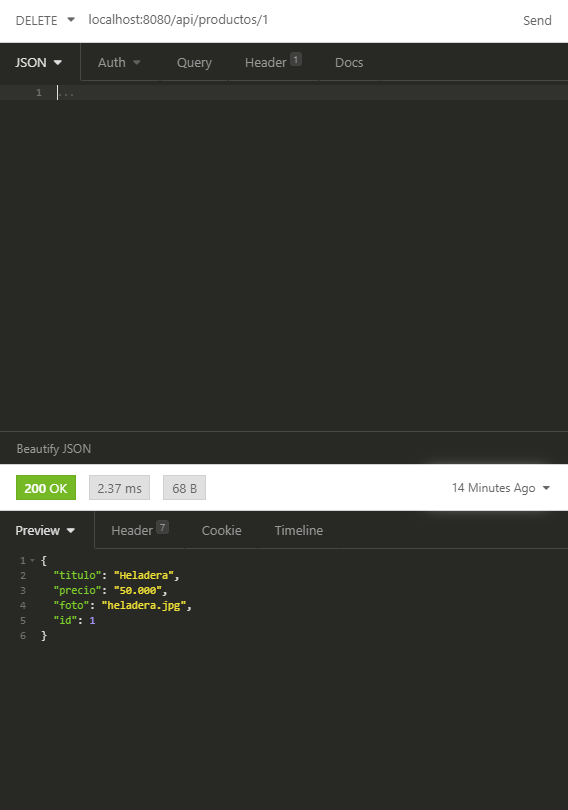 DELETE localhost:8080/api/productos/1 Send
JSON Auth Query Header 1 Docs
1 ...
Beautify JSON
200 OK 2.37 ms 68 B 14 Minutes Ago
Preview Header 7 Cookie Timeline
1 {
2 "titulo": "Heladera",
3 "precio": "50.000",
4 "foto": "heladera.jpg",
5 "id": 1
6 }